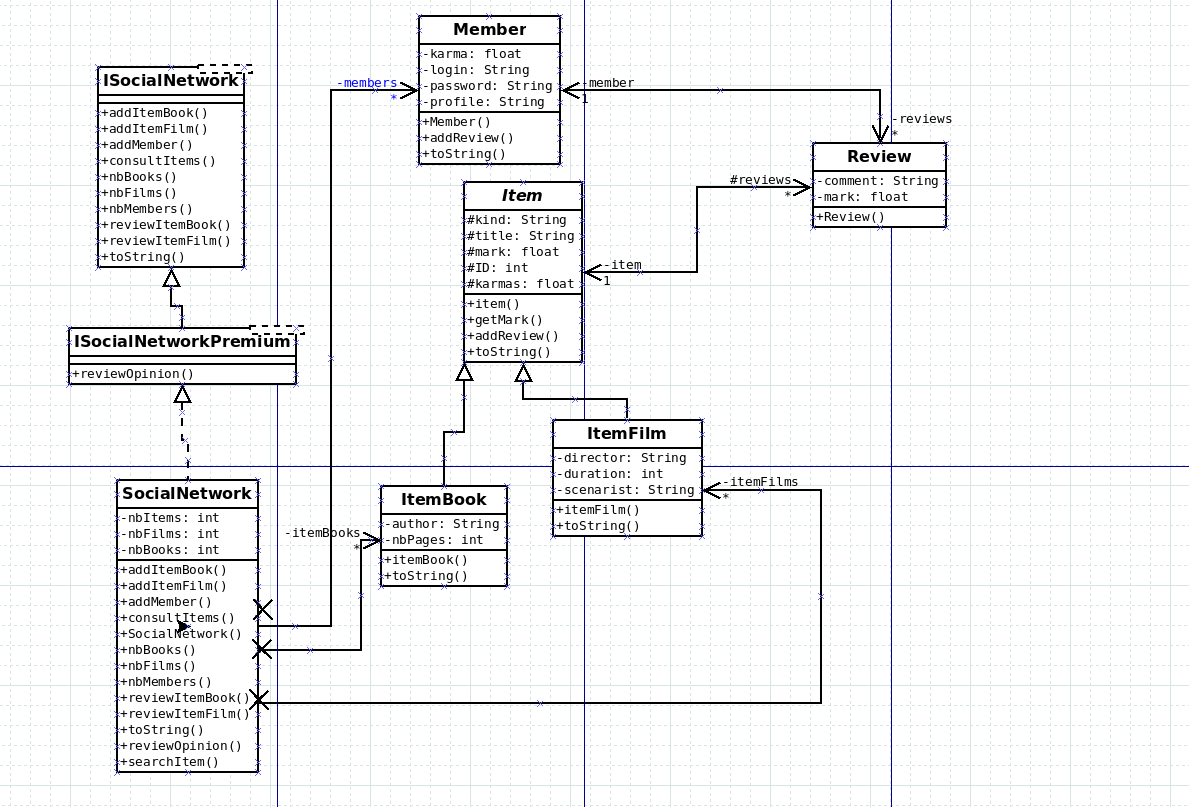 Member
-karma: float
-login: String
-password: String
-profile: String
+Member()
+addReview()
+toString()
ISocialNetwork
+addItemBook()
+addItemFilm()
+addMember()
+consultItems()
+nbBooks()
+nbFilms()
+nbMembers()
+reviewItemBook()
+reviewItemFilm()
+toString()
-members
*
-member
1
-reviews
*
Review
-comment: String
-mark: float
+Review()
#reviews
*
Item
#kind: String
#title: String
#mark: float
#ID: int
#karmas: float
+item()
+getMark()
+addReview()
+toString()
-item
1
ISocialNetworkPremium
+reviewOpinion()
ItemFilm
-director: String
-duration: int
-scenarist: String
+itemFilm()
+toString()
-itemFilms
*
SocialNetwork
-nbItems: int
-nbFilms: int
-nbBooks: int
+addItemBook()
+addItemFilm()
+addMember()
+consultItems()
+SocialNetwork()
+nbBooks()
+nbFilms()
+nbMembers()
+reviewItemBook()
+reviewItemFilm()
+toString()
+reviewOpinion()
+searchItem()
-itemBooks
*
ItemBook
-author: String
-nbPages: int
+itemBook()
+toString()